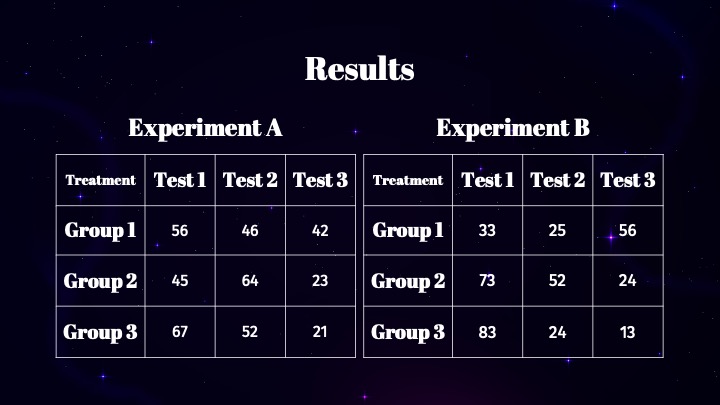 Results
Experiment A
Treatment Test 1 Test 2 Test 3
Group 1 56 46 42
Group 2 45 64 23
Group 3 67 52 21
Experiment B
Treatment Test 1 Test 2 Test 3
Group 1 33 25 56
Group 2 73 52 24
Group 3 83 24 13